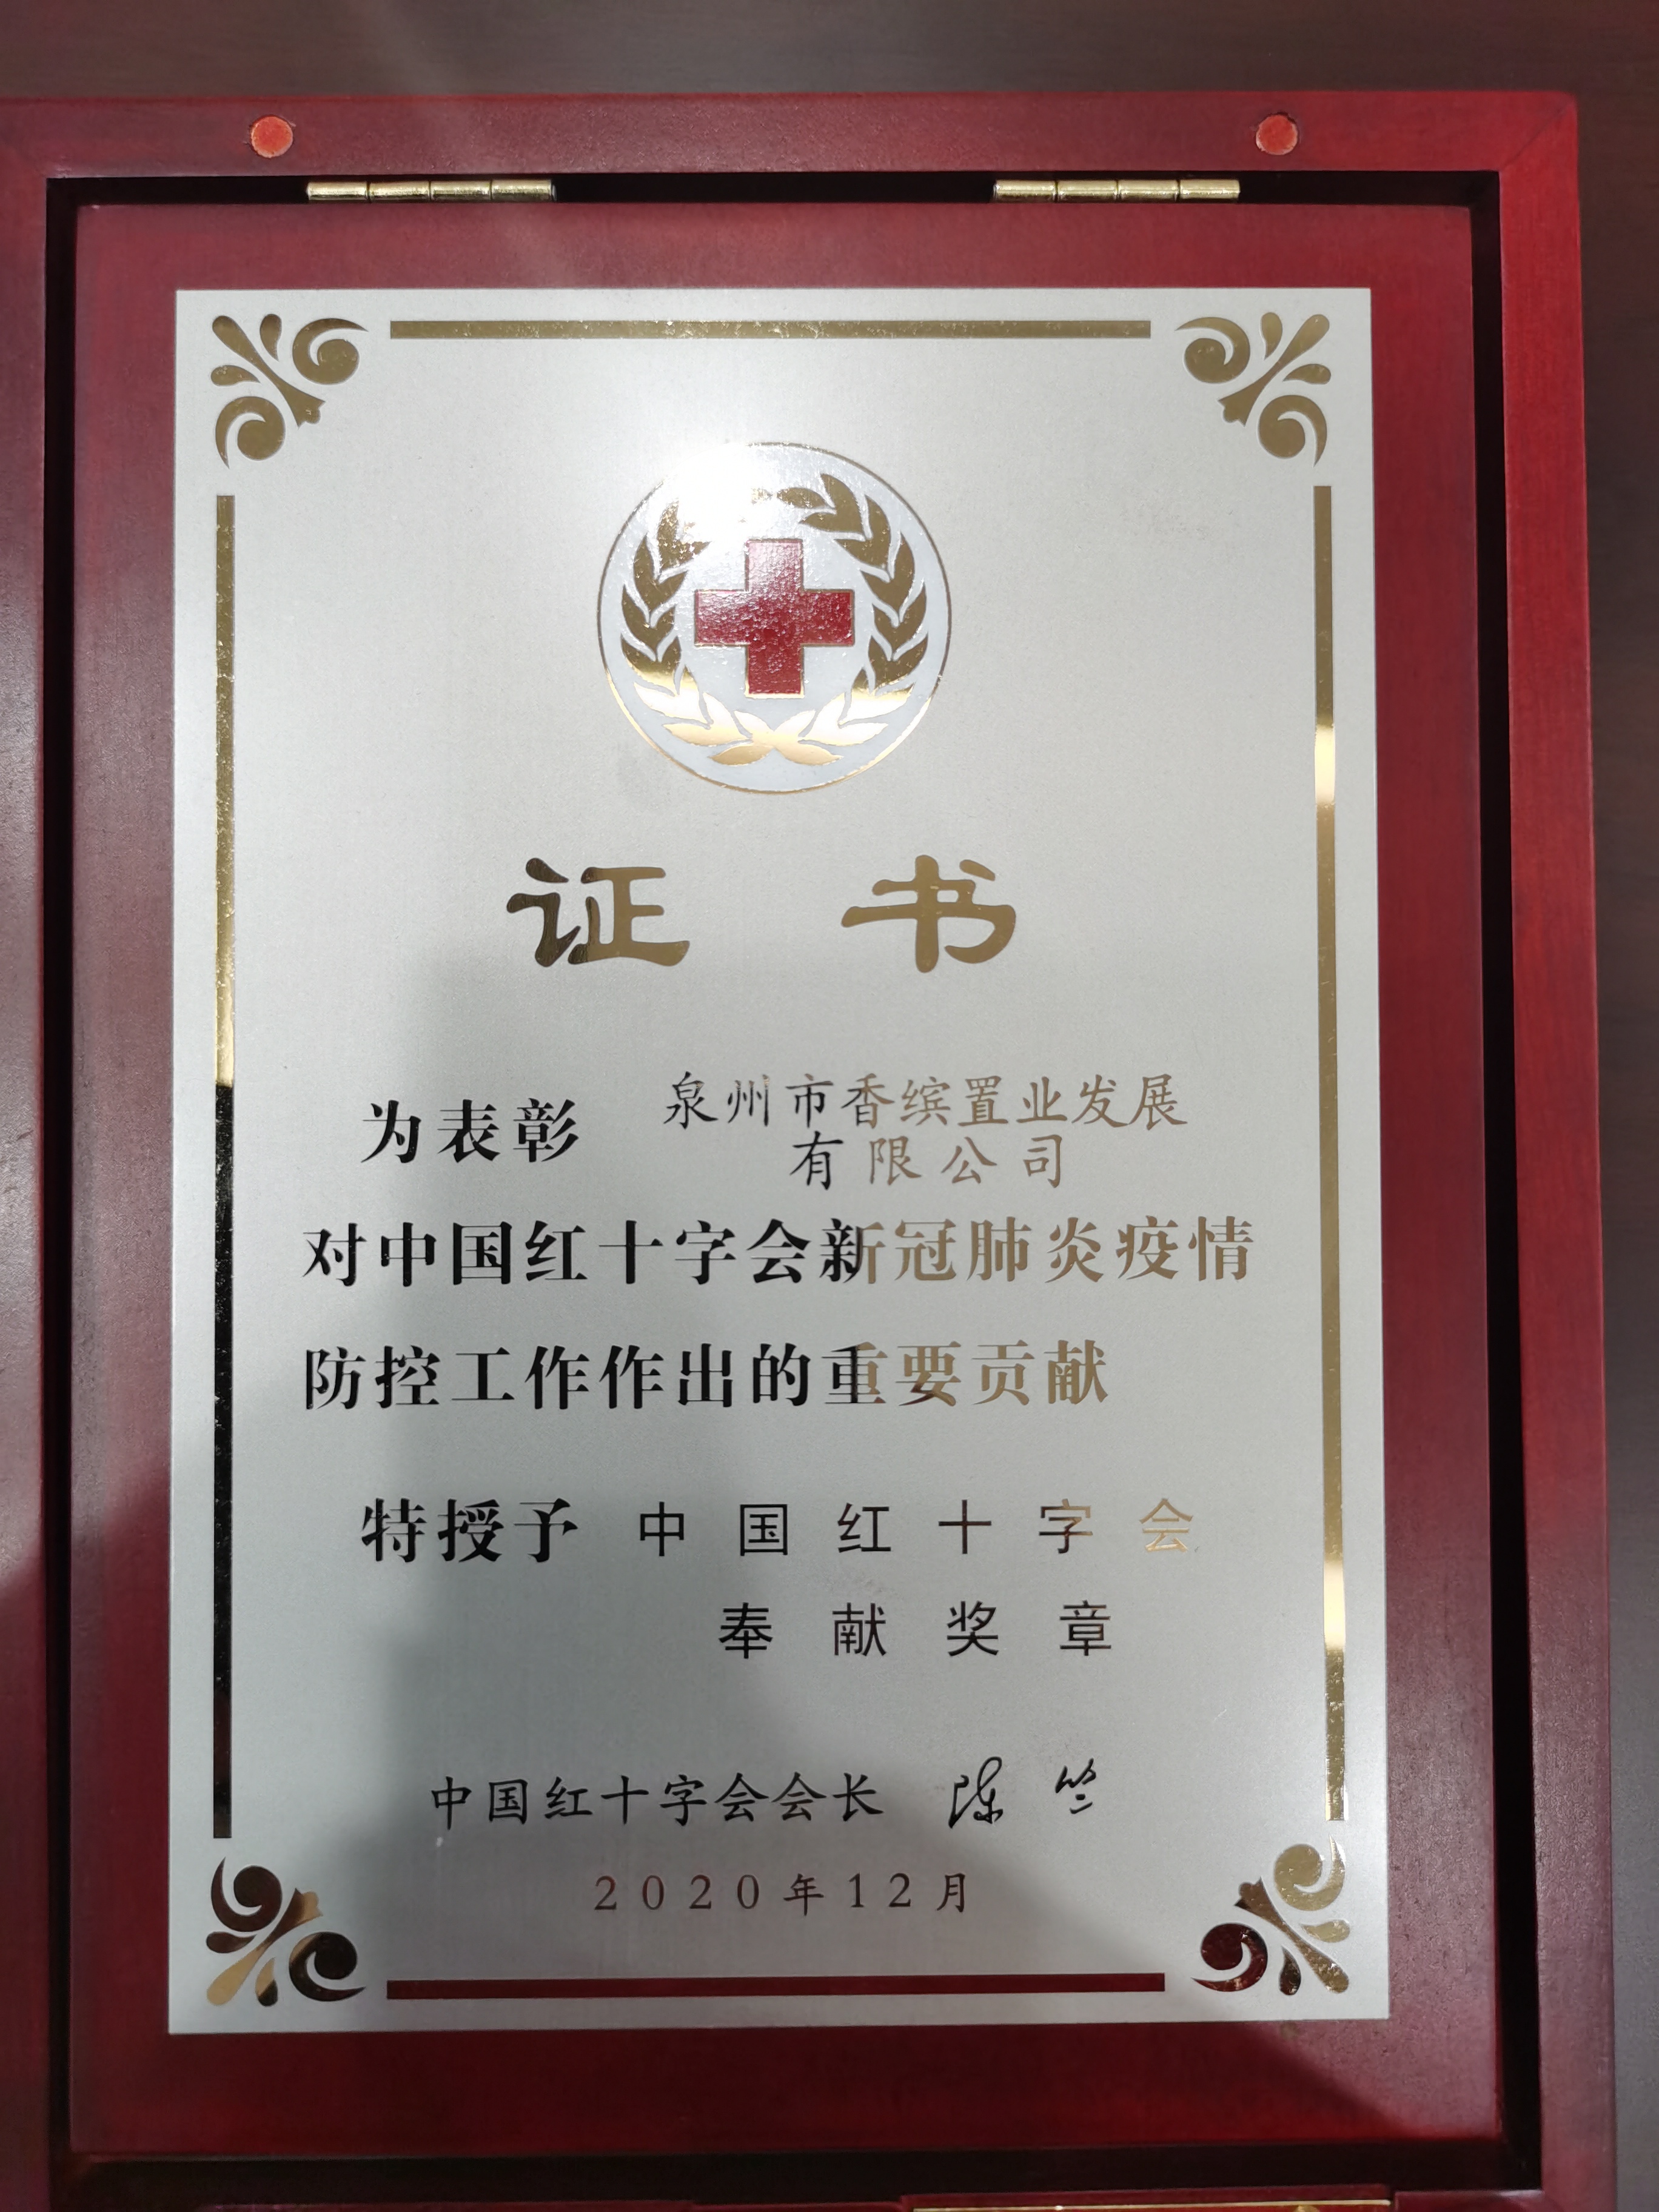 证书
为表彰 泉州市香缤置业发展
有限公司
对中国红十字会新冠肺炎疫情
防控工作作出的重要贡献
特授予 中国红十字会
奉献奖章
中国红十字会会长 陈竺
2020年12月